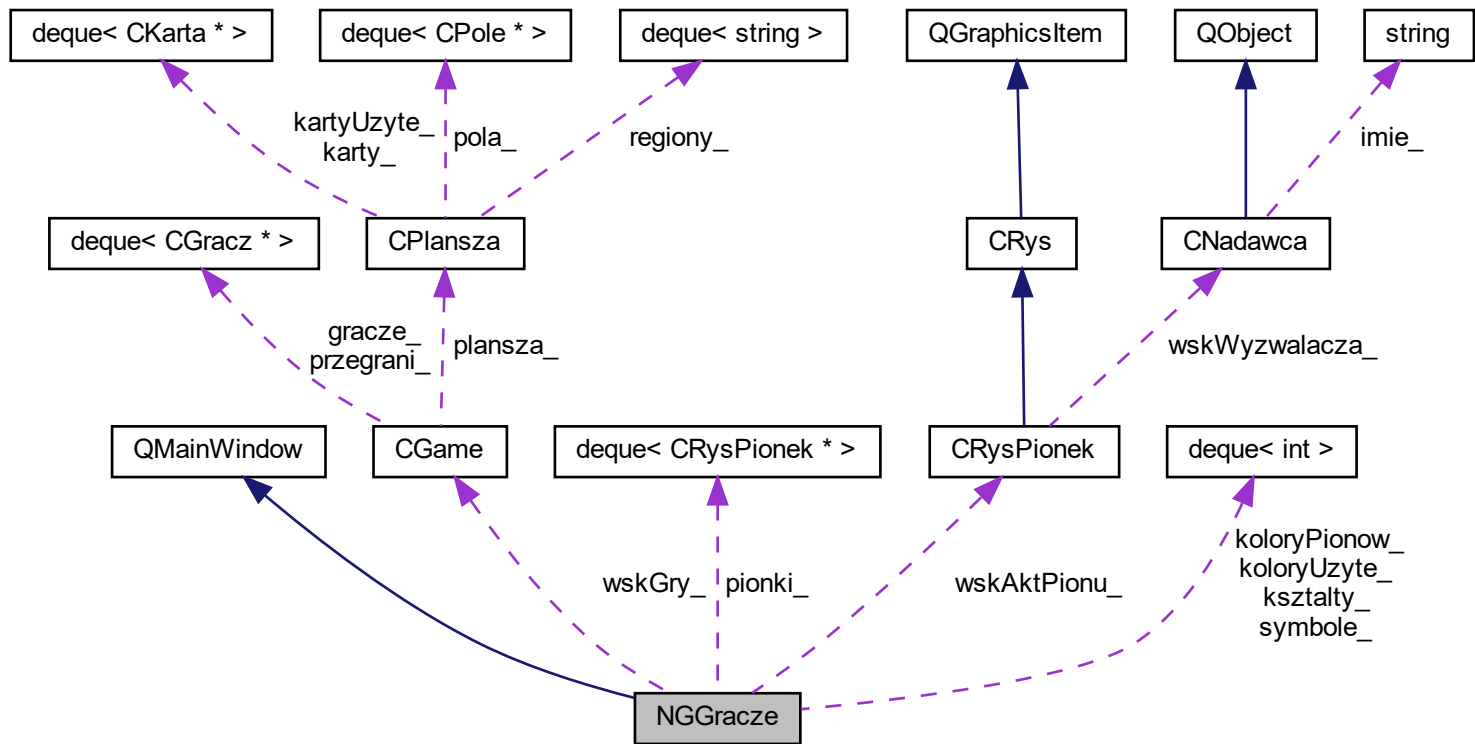 deque< CKarta * >
deque< CPole * >
deque< string >
QGraphicsItem
QObject
string
kartyUzyte_
karty_
pola_
regiony_
imie_
deque< CGracz * >
CPlansza
CRys
CNadawca
gracze_
przegrani_
plansza_
wskWyzwalacza_
QMainWindow
CGame
deque< CRysPionek * >
CRysPionek
deque< int >
wskGry_
pionki_
wskAktPionu_
koloryPionow_
koloryUzyte_
ksztalty_
symbole_
NGGracze